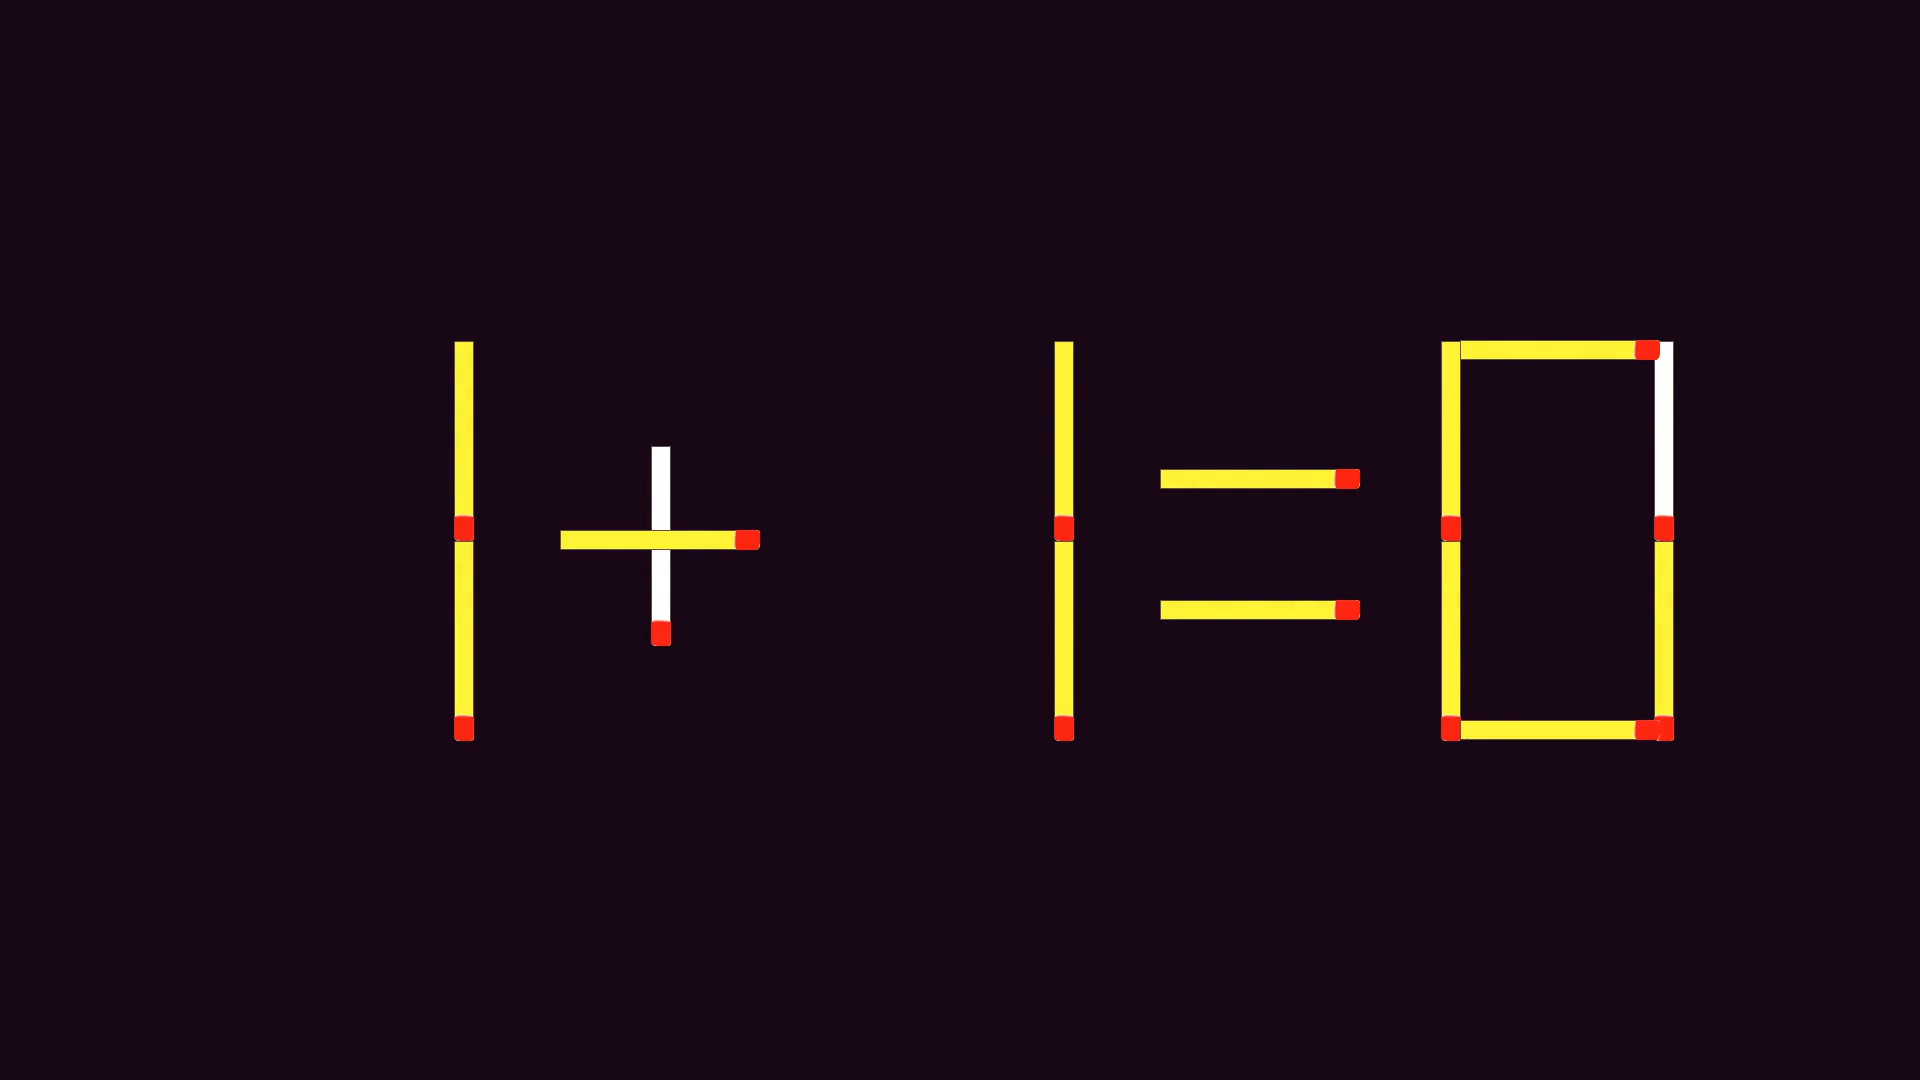 1 + 1 = 0